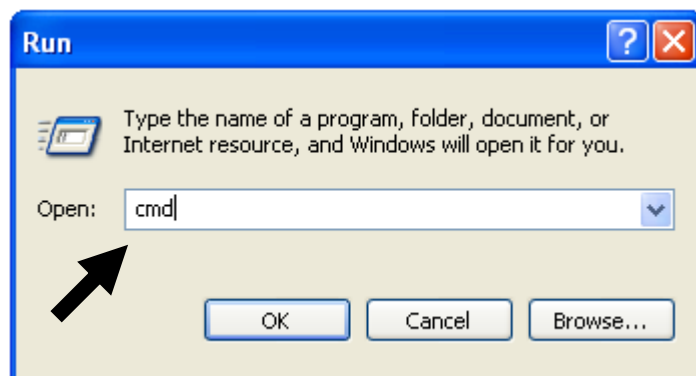 Run
?
Type the name of a program, folder, document, or
Internet resource, and Windows will open it for you.
Open: cmd
OK Cancel Browse...